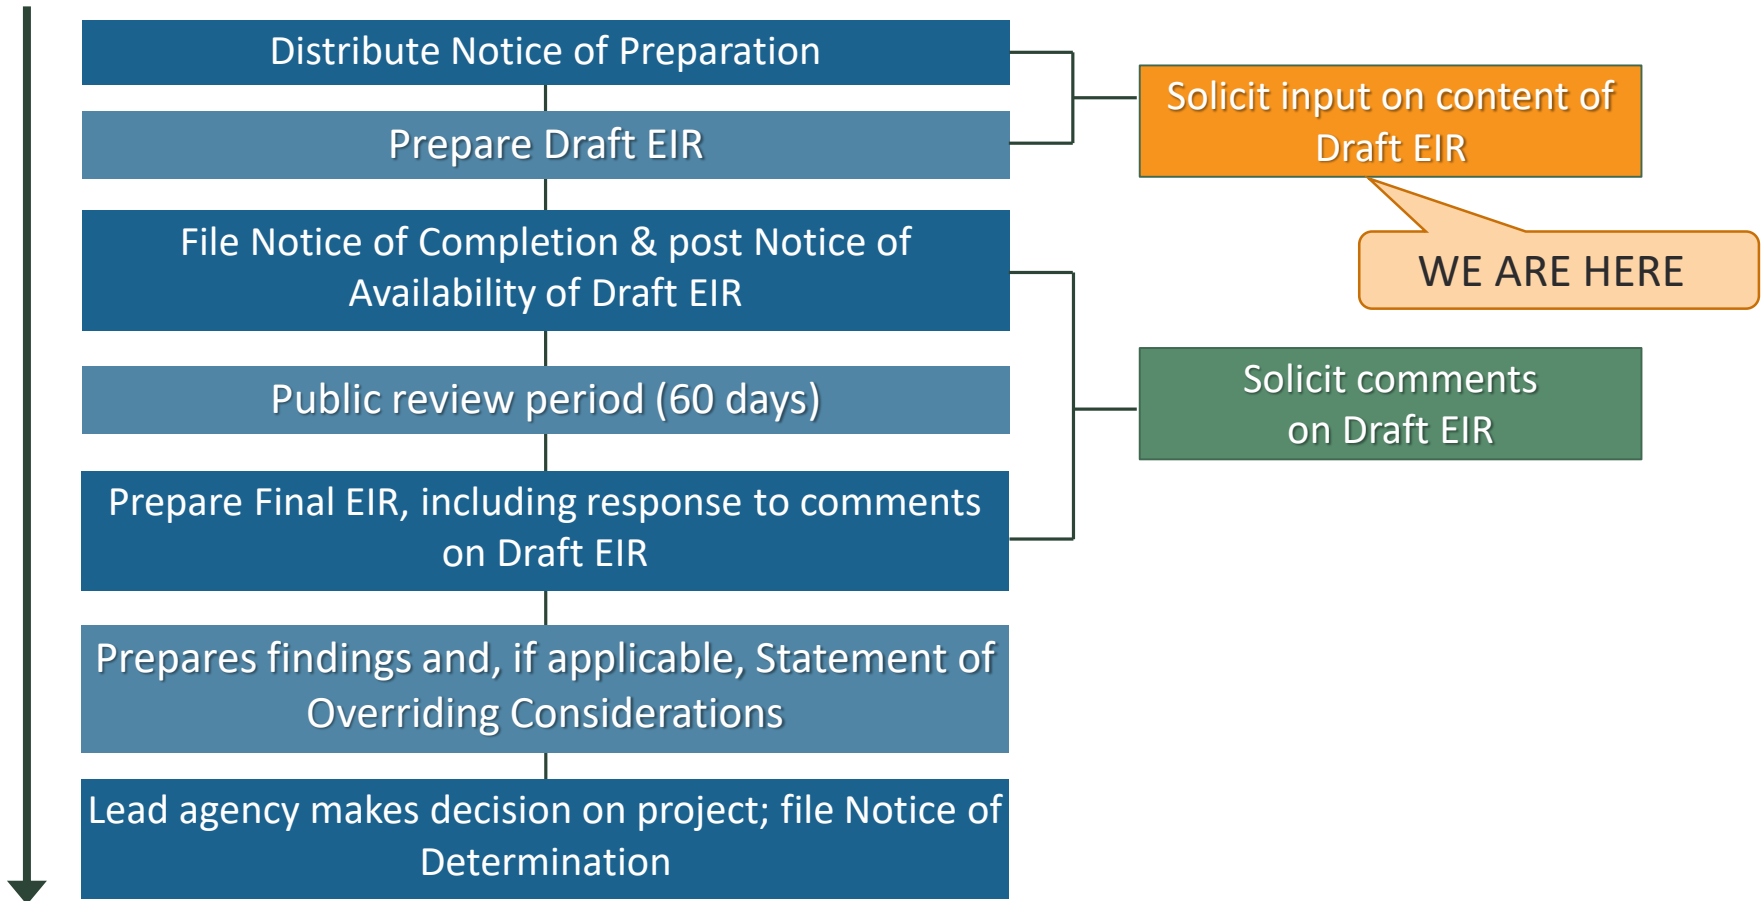 Distribute Notice of Preparation
Solicit input on content of
Draft EIR
Prepare Draft EIR
WE ARE HERE
File Notice of Completion & post Notice of
Availability of Draft EIR
Public review period (60 days)
Solicit comments
on Draft EIR
Prepare Final EIR, including response to comments
on Draft EIR
Prepares findings and, if applicable, Statement of
Overriding Considerations
Lead agency makes decision on project; file Notice of
Determination